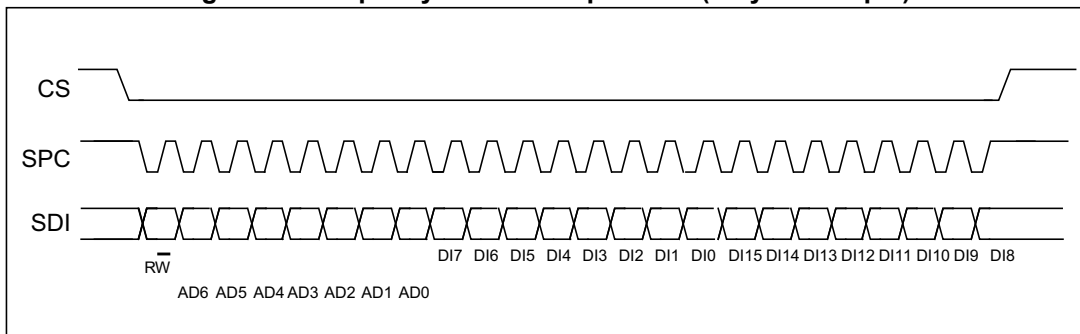 CS
SPC
SDI
DI7 DI6 DI5 DI4 DI3 DI2 DI1 DI0 DI15 DI14 DI13 DI12 DI11 DI10 DI9 DI8
RW
AD6 AD5 AD4 AD3 AD2 AD1 AD0